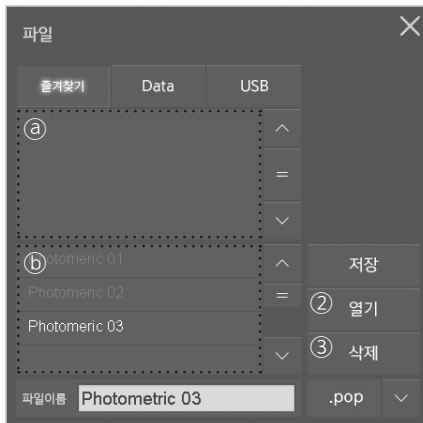 파일
즐겨찾기 Data USB
ⓐ
ⓑ Photomeric 01
Photomeric 02
Photomeric 03
저장
② 열기
③ 삭제
파일이름 Photometric 03 .pop